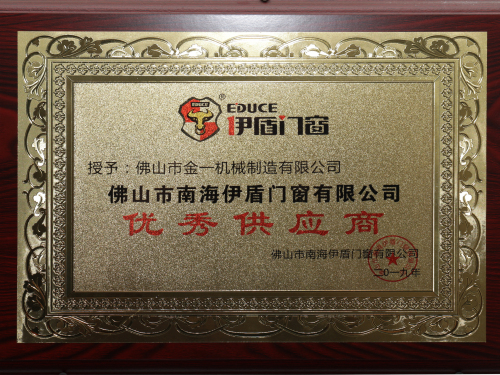 EDUCE
EDUCE
伊盾门窗
授予：佛山市金一机械制造有限公司
佛山市南海伊盾门窗有限公司
优秀供应商
佛山市南海伊盾门窗有限公司
二〇一九年